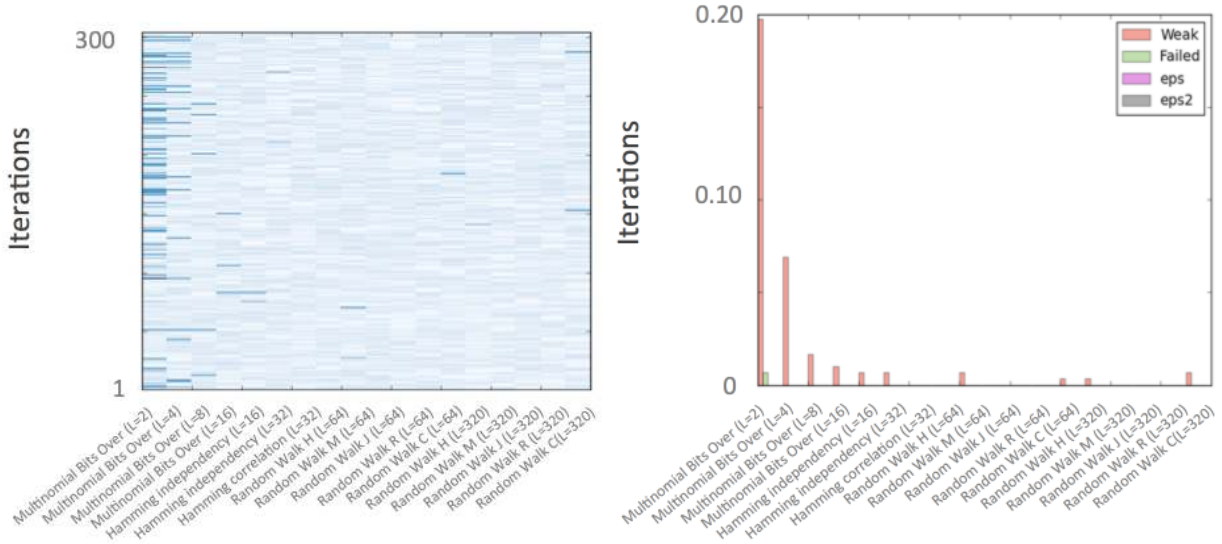 300
Iterations
1
Multinomial Bits Over (L=2)
Multinomial Bits Over (L=4)
Multinomial Bits Over (L=8)
Multinomial Bits Over (L=16)
Hamming independency (L=16)
Hamming independency (L=32)
Hamming correlation (L=32)
Random Walk H (L=64)
Random Walk M (L=64)
Random Walk J (L=64)
Random Walk R (L=64)
Random Walk C (L=64)
Random Walk H (L=320)
Random Walk M (L=320)
Random Walk J (L=320)
Random Walk R (L=320)
Random Walk C(L=320)
0.20
Weak
Failed
eps
eps2
Iterations
0.10
0
Multinomial Bits Over (L=2)
Multinomial Bits Over (L=4)
Multinomial Bits Over (L=8)
Multinomial Bits Over (L=16)
Hamming independency (L=16)
Hamming independency (L=32)
Hamming correlation (L=32)
Random Walk H (L=64)
Random Walk M (L=64)
Random Walk J (L=64)
Random Walk R (L=64)
Random Walk C (L=64)
Random Walk H (L=320)
Random Walk M (L=320)
Random Walk J (L=320)
Random Walk R (L=320)
Random Walk C(L=320)